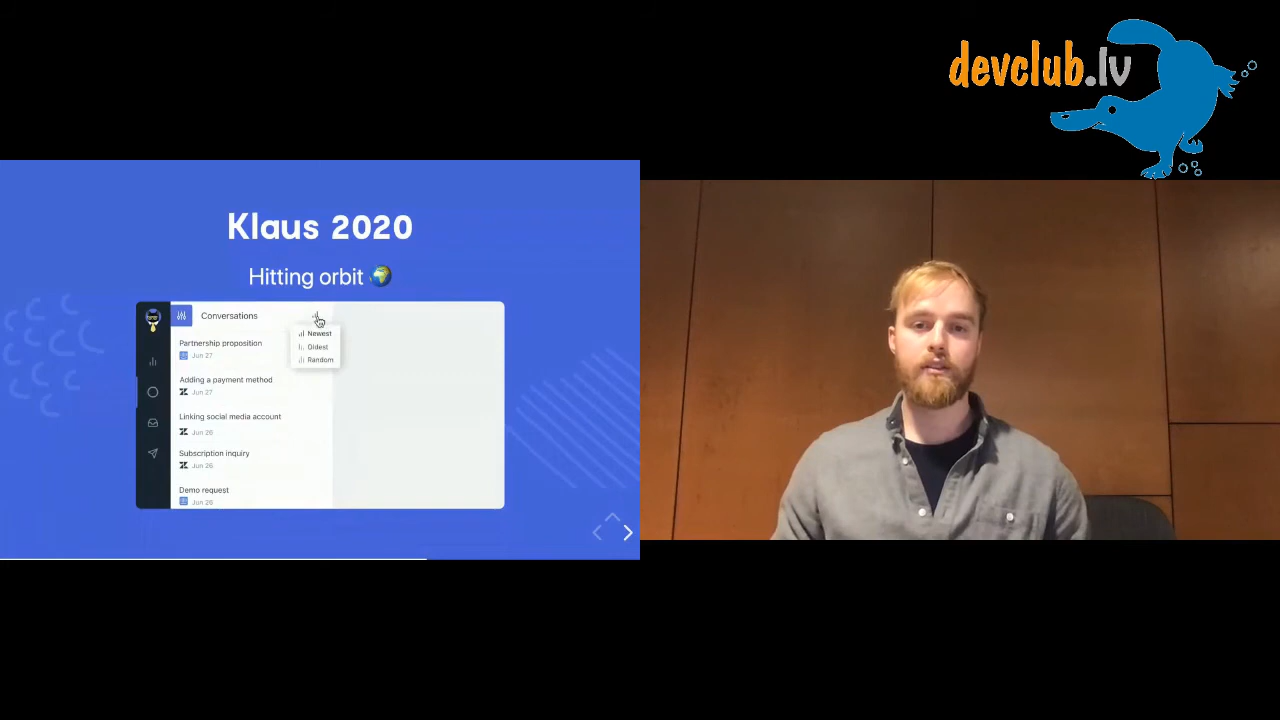 devclub.lv
Klaus 2020
Hitting orbit
Conversations
Newest
Oldest
Random
Partnership proposition
Jun 27
Adding a payment method
Jun 27
Linking social media account
Jun 26
Subscription inquiry
Jun 26
Demo request
Jun 26